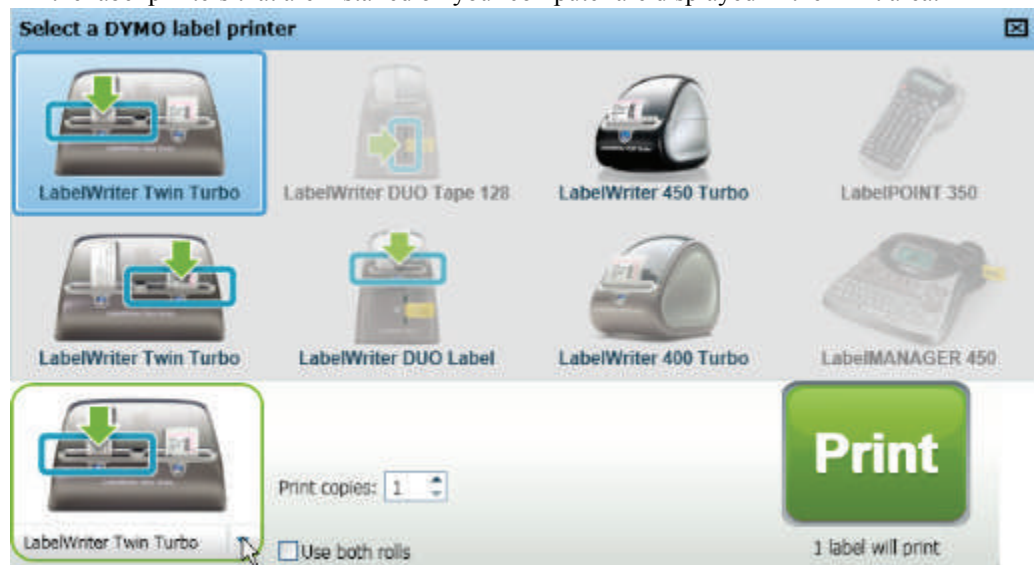 Select a DYMO label printer
LabelWriter Twin Turbo
LabelWriter DUO Tape 128
LabelWriter 450 Turbo
LabelPOINT 350
LabelWriter Twin Turbo
LabelWriter DUO Label
LabelWriter 400 Turbo
LabelMANAGER 450
Print copies: 1
Print
LabelWriter Twin Turbo
Use both rolls
1 label will print